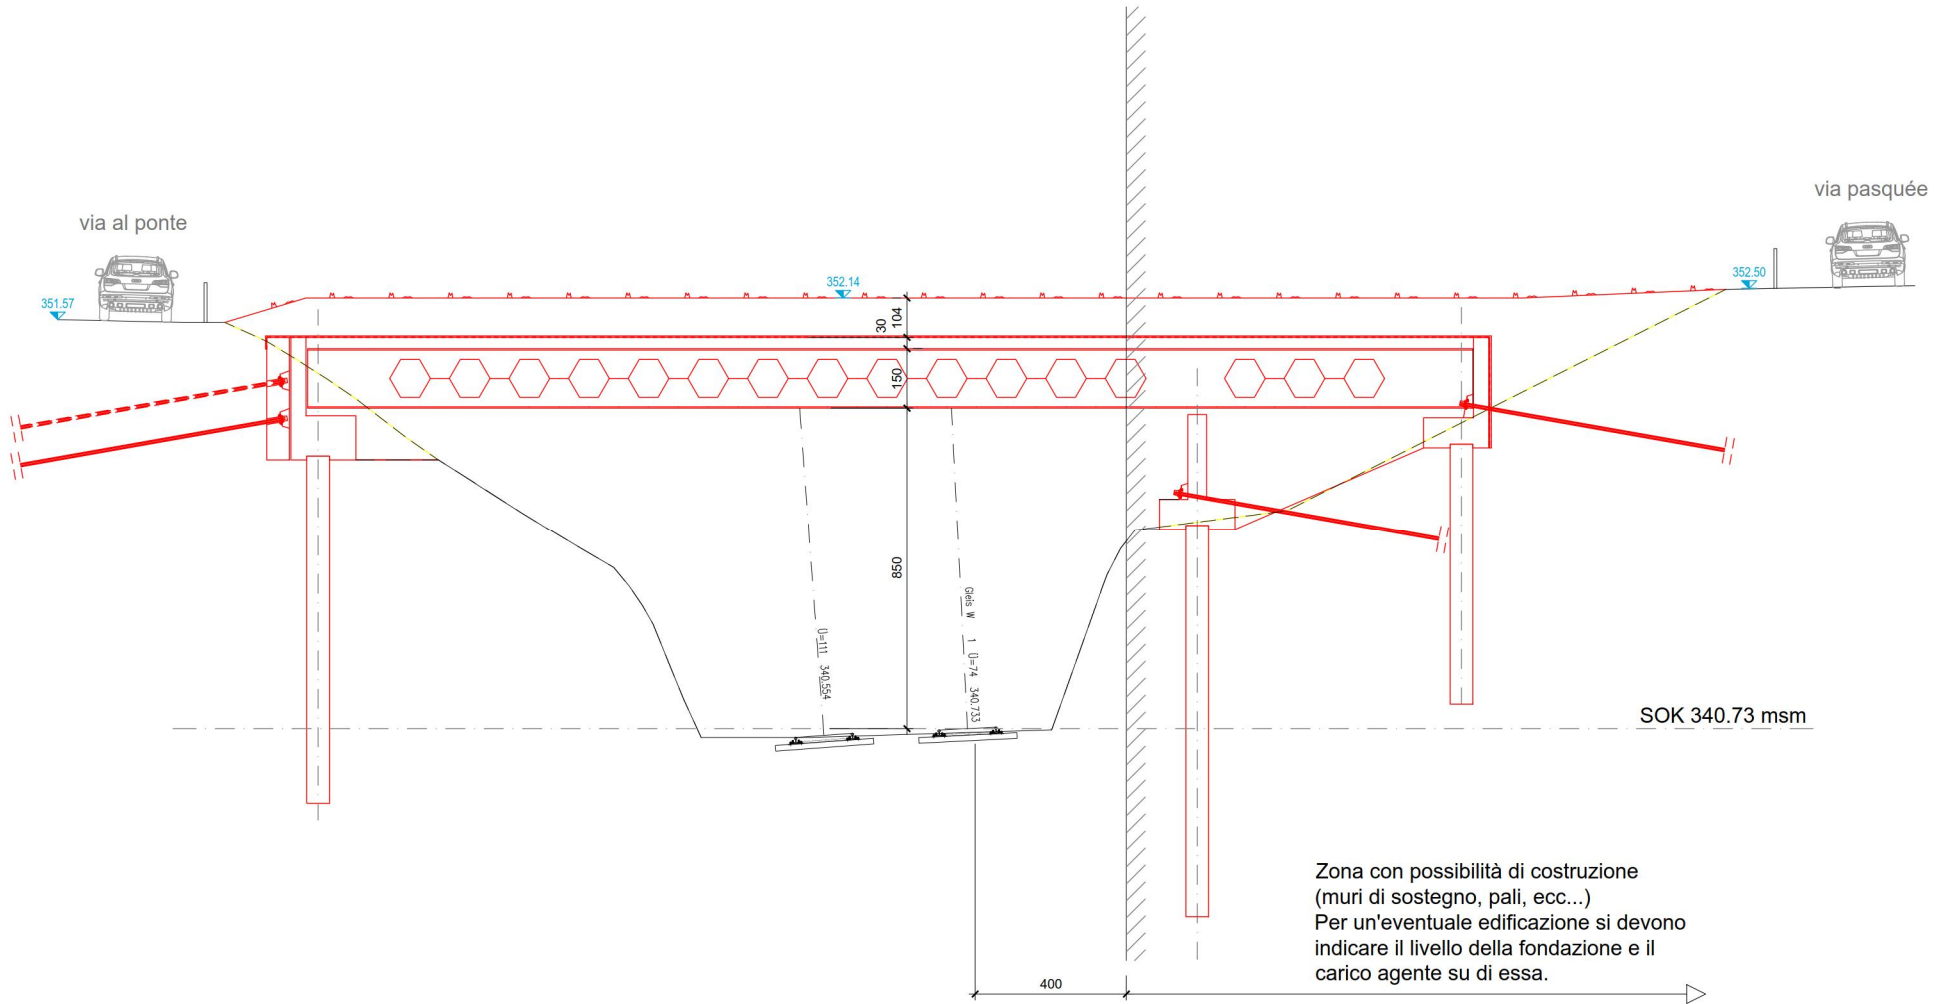 via pasquée
via al ponte
352.50
352.14
351.57
30
104
150
850
Gleis W 1 Ü=74 340.733
Ü=111 340.554
SOK 340.73 msm
Zona con possibilità di costruzione
(muri di sostegno, pali, ecc...)
Per un'eventuale edificazione si devono
indicare il livello della fondazione e il
carico agente su di essa.
400